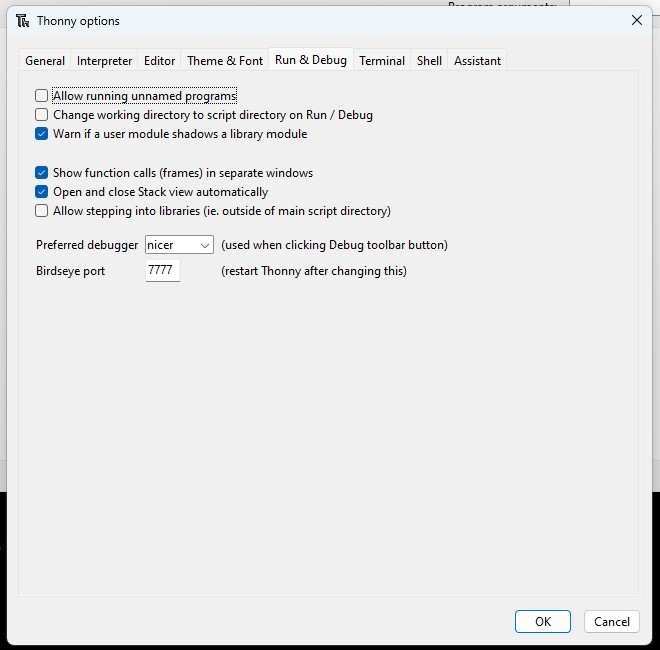 Program arguments:
Thonny options
General Interpreter Editor Theme & Font Run & Debug Terminal Shell Assistant
Allow running unnamed programs
Change working directory to script directory on Run / Debug
Warn if a user module shadows a library module
Show function calls (frames) in separate windows
Open and close Stack view automatically
Allow stepping into libraries (ie. outside of main script directory)
Preferred debugger nicer (used when clicking Debug toolbar button)
Birdseye port 7777 (restart Thonny after changing this)
OK Cancel